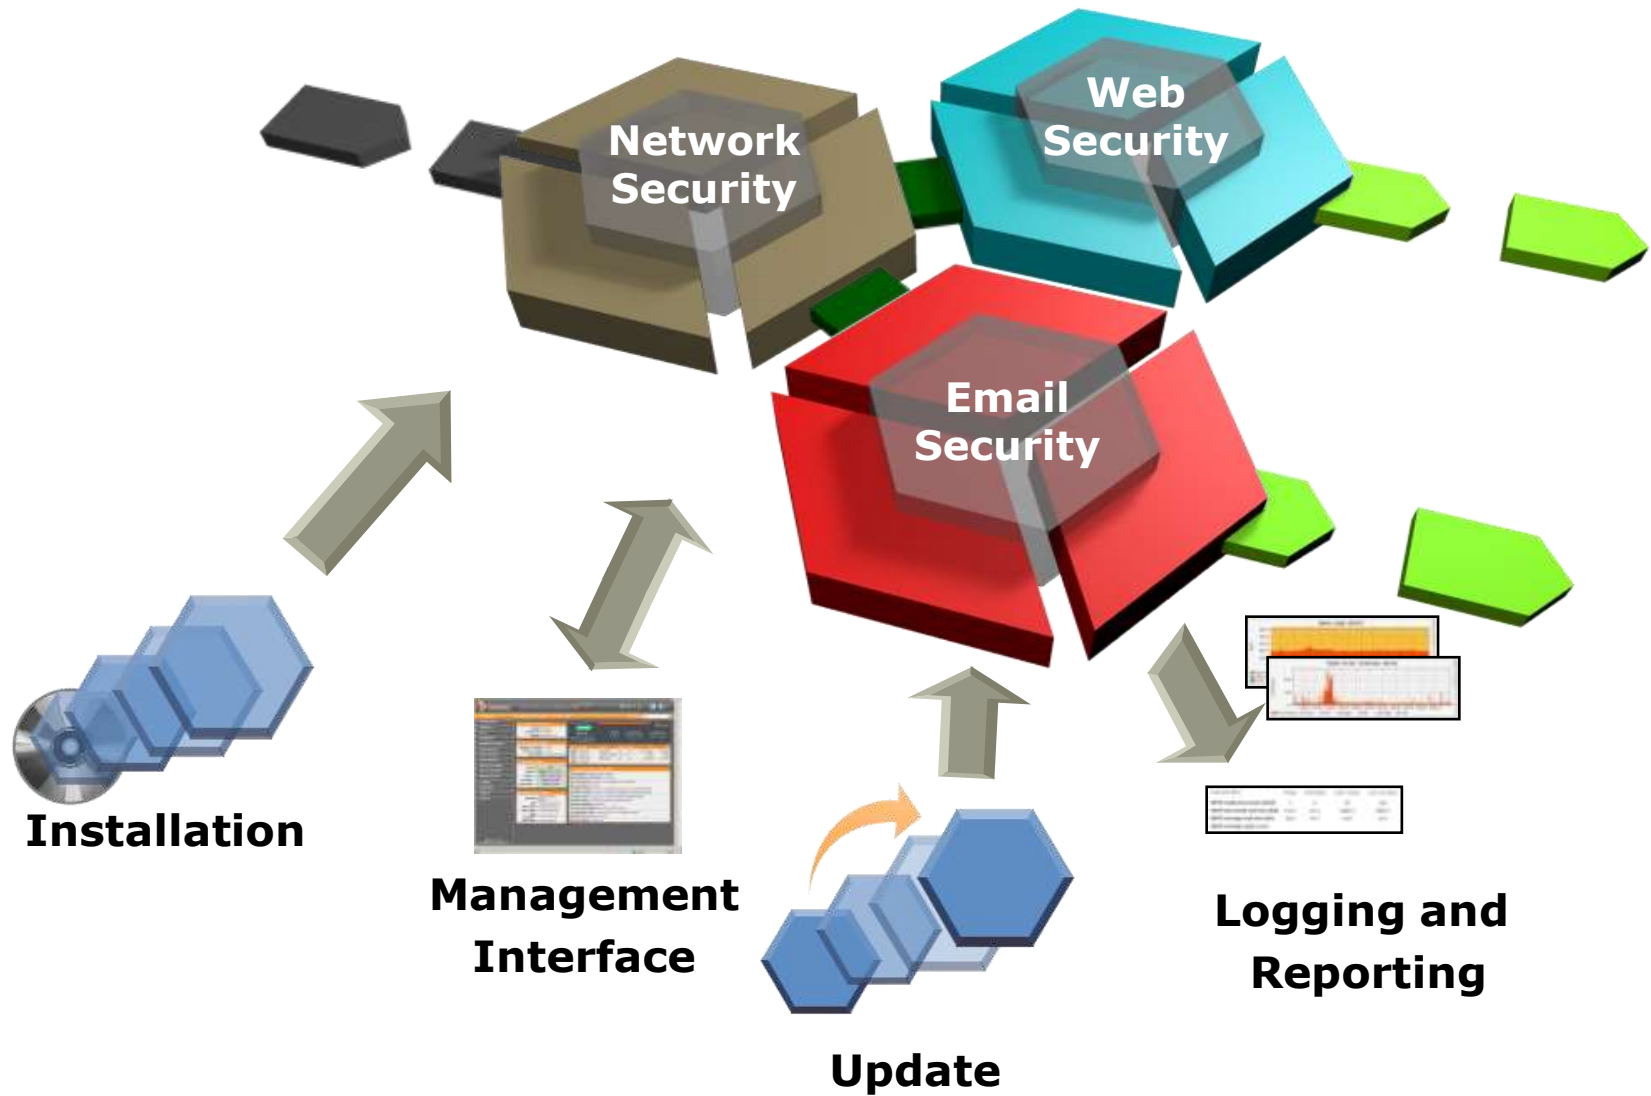 Web
Security
Network
Security
Email
Security
Installation
Management
Interface
Update
Logging and
Reporting